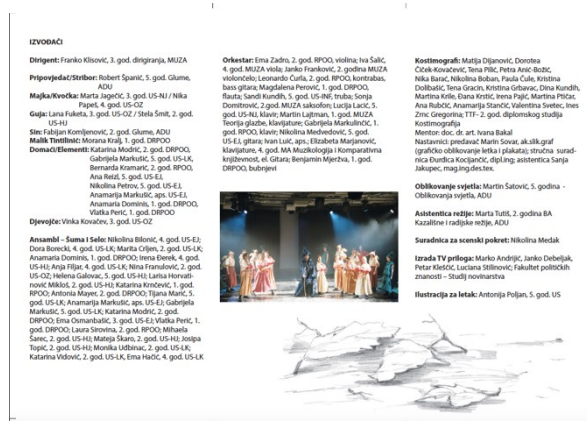 IZVOĐAČI
Dirigent: Franko Klisović, 3. god. dirigiranja, MUZA
Pripovjedač/Stribor: Robert Španić, 5. god. Glume,
ADU
Majka/Kvočka: Marta Jagečić, 3. god. US-NJ / Nika
Papeš, 4. god. US-OZ
Guja: Lana Fuketa, 3. god. US-OZ / Stela Šmit, 2. god.
US-HJ
Sin: Fabijan Komljenović, 2. god. Glume, ADU
Malik Tintilinić: Morana Kralj, 1. god. DRPOO
Domaći/Elementi: Katarina Modrić, 2. god. DRPOO,
Gabrijela Markušić, 5. god. US-LK,
Bernarda Kramarić, 2. god. RPOO,
Ana Reizl, 5. god. US-EJ,
Nikolina Petrov, 5. god. US-EJ,
Anamarija Markušić, aps. US-EJ,
Anamaria Dominis, 1. god. DRPOO,
Vlatka Perić, 1. god. DRPOO
Djevojče: Vinka Kovačev, 3. god. US-OZ
Ansambl – Šuma i Selo: Nikolina Bilonić, 4. god. US-EJ;
Dora Borecki, 4. god. US-LK; Marita Crljen, 2. god. US-LK;
Anamaria Dominis, 1. god. DRPOO; Irena Đerek, 4. god.
US-HJ; Anja Filjar, 4. god. US-LK; Nina Franulović, 2. god.
US-OZ; Helena Galovac, 5. god. US-HJ; Larisa Horvati-
nović Mikloš, 2. god. US-HJ; Katarina Krnčević, 1. god.
RPOO; Antonia Mayer, 2. god. DRPOO; Tijana Marić, 5.
god. US-LK; Anamarija Markušić, aps. US-EJ; Gabrijela
Markušić, 5. god. US-LK; Katarina Modrić, 2. god.
DRPOO; Ema Osmanbašić, 3. god. US-EJ; Vlatka Perić, 1.
god. DRPOO; Laura Sirovina, 2. god. RPOO; Mihaela
Šarec, 2. god. US-HJ; Mateja Škaro, 2. god. US-HJ; Josipa
Topić, 2. god. US-HJ; Monika Udbinac, 2. god. US-LK;
Katarina Vidović, 2. god. US-LK, Ema Hačić, 4. god. US-LK
Orkestar: Ema Zadro, 2. god. RPOO, violina; Iva Šalić,
4. god. MUZA viola; Janko Franković, 2. godina MUZA
violončelo; Leonardo Čurla, 2. god. RPOO, kontrabas,
bass gitara; Magdalena Perović, 1. god. DRPOO,
flauta; Sandi Kundih, 5. god. US-INF, truba; Sonja
Domitrović, 2.god. MUZA saksofon; Lucija Lacić, 5.
god. US-NJ, klavir; Martin Lajtman, 1. god. MUZA
Teorija glazbe, klavijature; Gabrijela Markulinčić, 1.
god. RPOO, klavir; Nikolina Medvedović, 5. god.
US-EJ, gitara; Ivan Luić, aps.; Elizabeta Marjanović,
klavijature, 4. god. MA Muzikologija i Komparativna
književnost, el. Gitara; Benjamin Mjeržva, 1. god.
DRPOO, bubnjevi
Kostimografi: Matija Dijanović, Dorotea
Čiček-Kovačević, Tena Pilić, Petra Anić-Božić,
Nika Barać, Nikolina Boban, Paula Čule, Kristina
Dolibašić, Tena Gracin, Kristina Grbavac, Dina Kundih,
Martina Krile, Đana Krstić, Irena Pajić, Martina Ptičar,
Ana Rubčić, Anamarija Stančić, Valentina Svetec, Ines
Zrnc Gregorina; TTF- 2. god. diplomskog studija
Kostimografija
Mentor: doc. dr. art. Ivana Bakal
Nastavnici: predavač Marin Sovar, ak.slik.graf
(grafičko oblikovanje letka i plakata); stručna surad-
nica Đurđica Kocijančić, dipl.ing; asistentica Sanja
Jakupec, mag.ing.des.tex.
Oblikovanje svjetla: Martin Šatović, 5. godina -
Oblikovanja svjetla, ADU
Asistentica režije: Marta Tutiš, 2. godina BA
Kazališne i radijske režije, ADU
Suradnica za scenski pokret: Nikolina Medak
Izrada TV priloga: Marko Andrijić, Janko Debeljak,
Petar Kleščić, Luciana Stilinović; Fakultet političkih
znanosti – Studij novinarstva
Ilustracija za letak: Antonija Poljan, 5. god. US